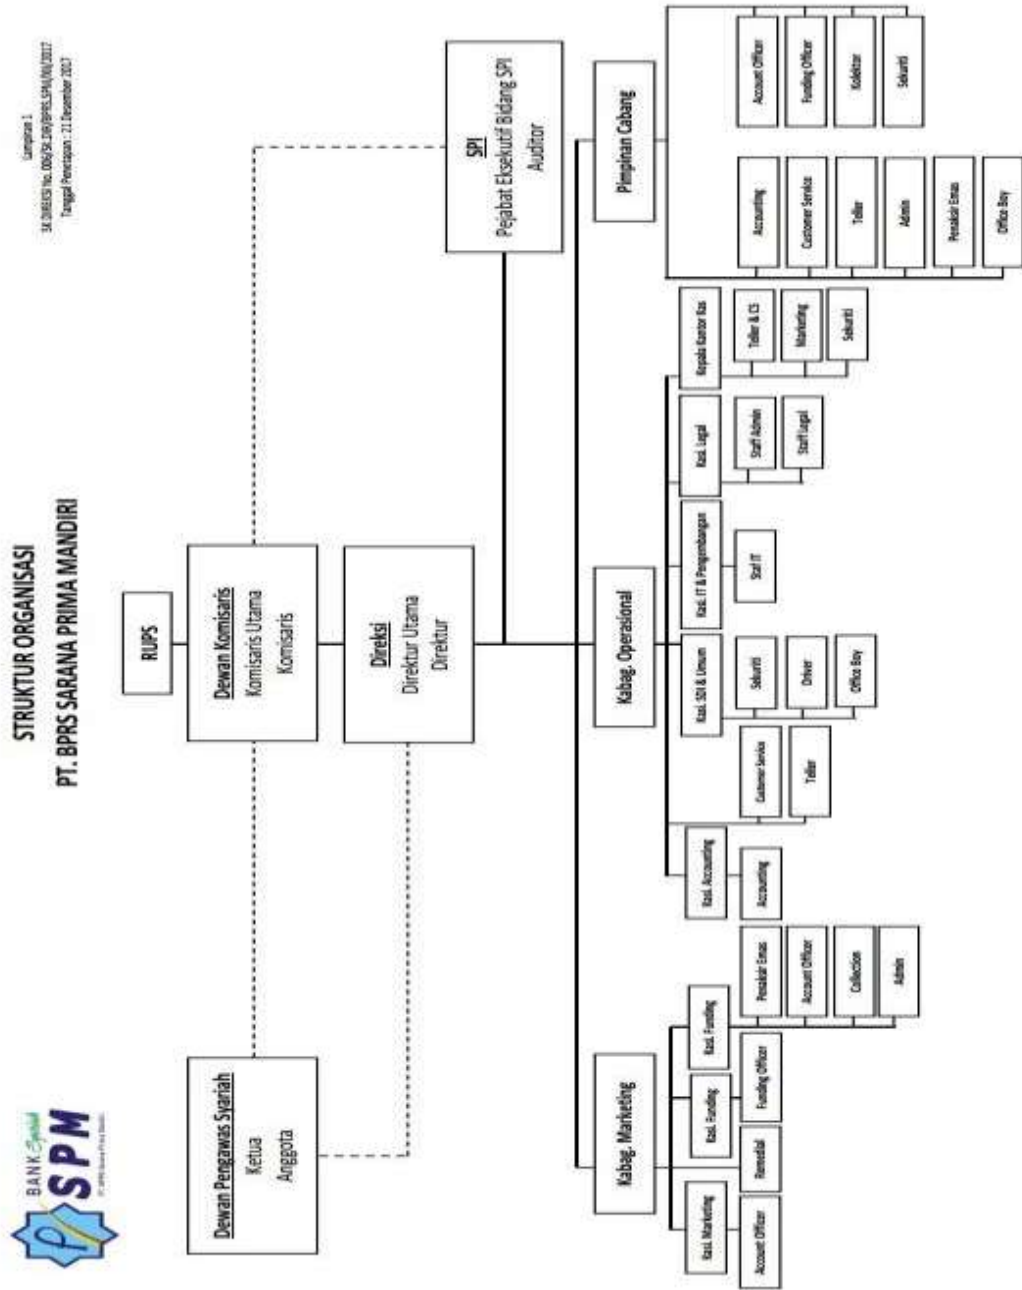 BANK Syariah
SPM
STRUKTUR ORGANISASI
PT. BPRS SARANA PRIMA MANDIRI
Lampiran 1
Tanggal Penetapan : 21 Desember 2017
RUPS
Dewan Pengawas Syariah
Ketua
Anggota
Dewan Komisaris
Komisaris Utama
Komisaris
Direksi
Direktur Utama
Direktur
SPI
Pejabat Eksekutif Bidang SPI
Auditor
Kabag. Marketing
Kabag. Operasional
Pimpinan Cabang
Kasi. Marketing
Kasi. Funding
Kasi. Funding
Kasi. Accounting
Kasi. SDI & Umum
Kasi. IT & Pengembangan
Kasi. Legal
Kepala Kantor Kas
Account Officer
Remedial
Funding Officer
Penaksir Emas
Account Officer
Collection
Admin
Accounting
Customer Service
Teller
Sekuriti
Driver
Office Boy
Staf IT
Staff Admin
Staff Legal
Teller & CS
Marketing
Sekuriti
Accounting
Customer Service
Teller
Admin
Penaksir Emas
Office Boy
Account Officer
Funding Officer
Kolektor
Sekuriti